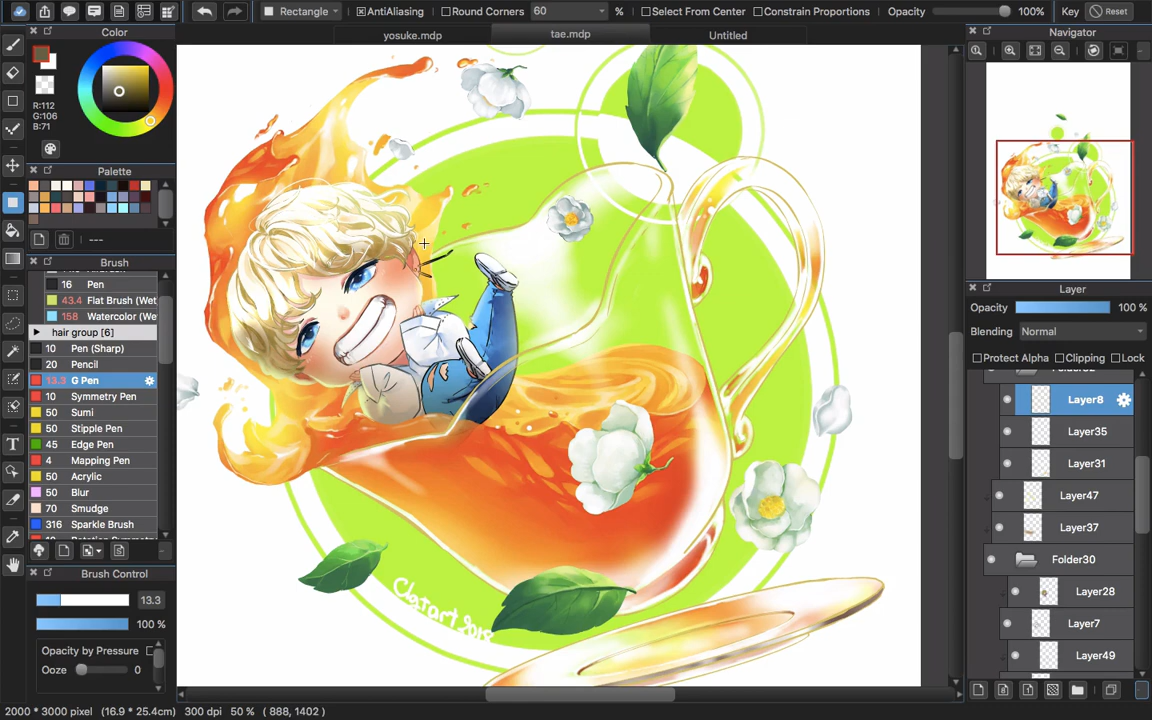 Rectangle AntiAliasing Round Corners 60 % Select From Center Constrain Proportions Opacity 100% Key Reset
Color
yosuke.mdp tae.mdp Untitled
Navigator
R:112
G:106
B:71
Palette
---
Brush
16 Pen
43.4 Flat Brush (Wet
158 Watercolor (We
hair group [6]
10 Pen (Sharp)
20 Pencil
13.3 G Pen
10 Symmetry Pen
50 Sumi
50 Stipple Pen
45 Edge Pen
4 Mapping Pen
50 Acrylic
50 Blur
70 Smudge
316 Sparkle Brush
Brush Control
13.3
100 %
Opacity by Pressure
Ooze 0
Layer
Opacity 100 %
Blending Normal
Protect Alpha Clipping Lock
Layer8
Layer35
Layer31
Layer47
Layer37
Folder30
Layer28
Layer7
Layer49
2000 * 3000 pixel (16.9 * 25.4cm) 300 dpi 50 % ( 888, 1402 )